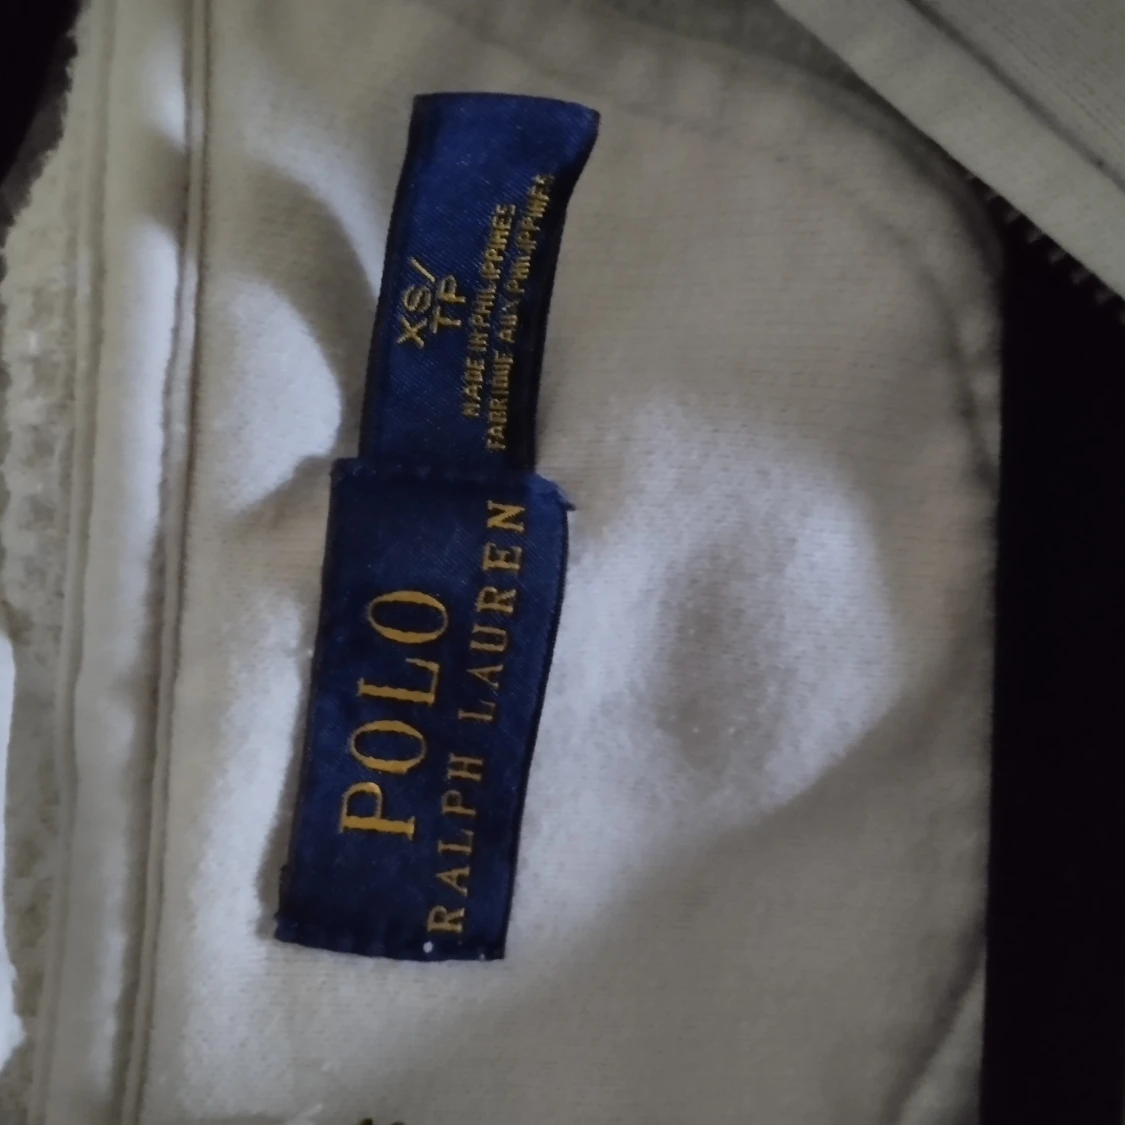 POLO
RALPH LAUREN
XS/
TP
MADE IN PHILIPPINES
FABRIQUE AUX PHILIPPINES